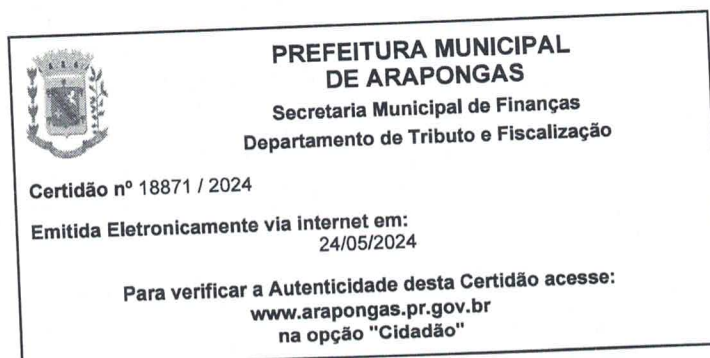 PREFEITURA MUNICIPAL
DE ARAPONGAS
Secretaria Municipal de Finanças
Departamento de Tributo e Fiscalização
Certidão nº 18871 / 2024
Emitida Eletronicamente via internet em:
24/05/2024
Para verificar a Autenticidade desta Certidão acesse:
www.arapongas.pr.gov.br
na opção "Cidadão"